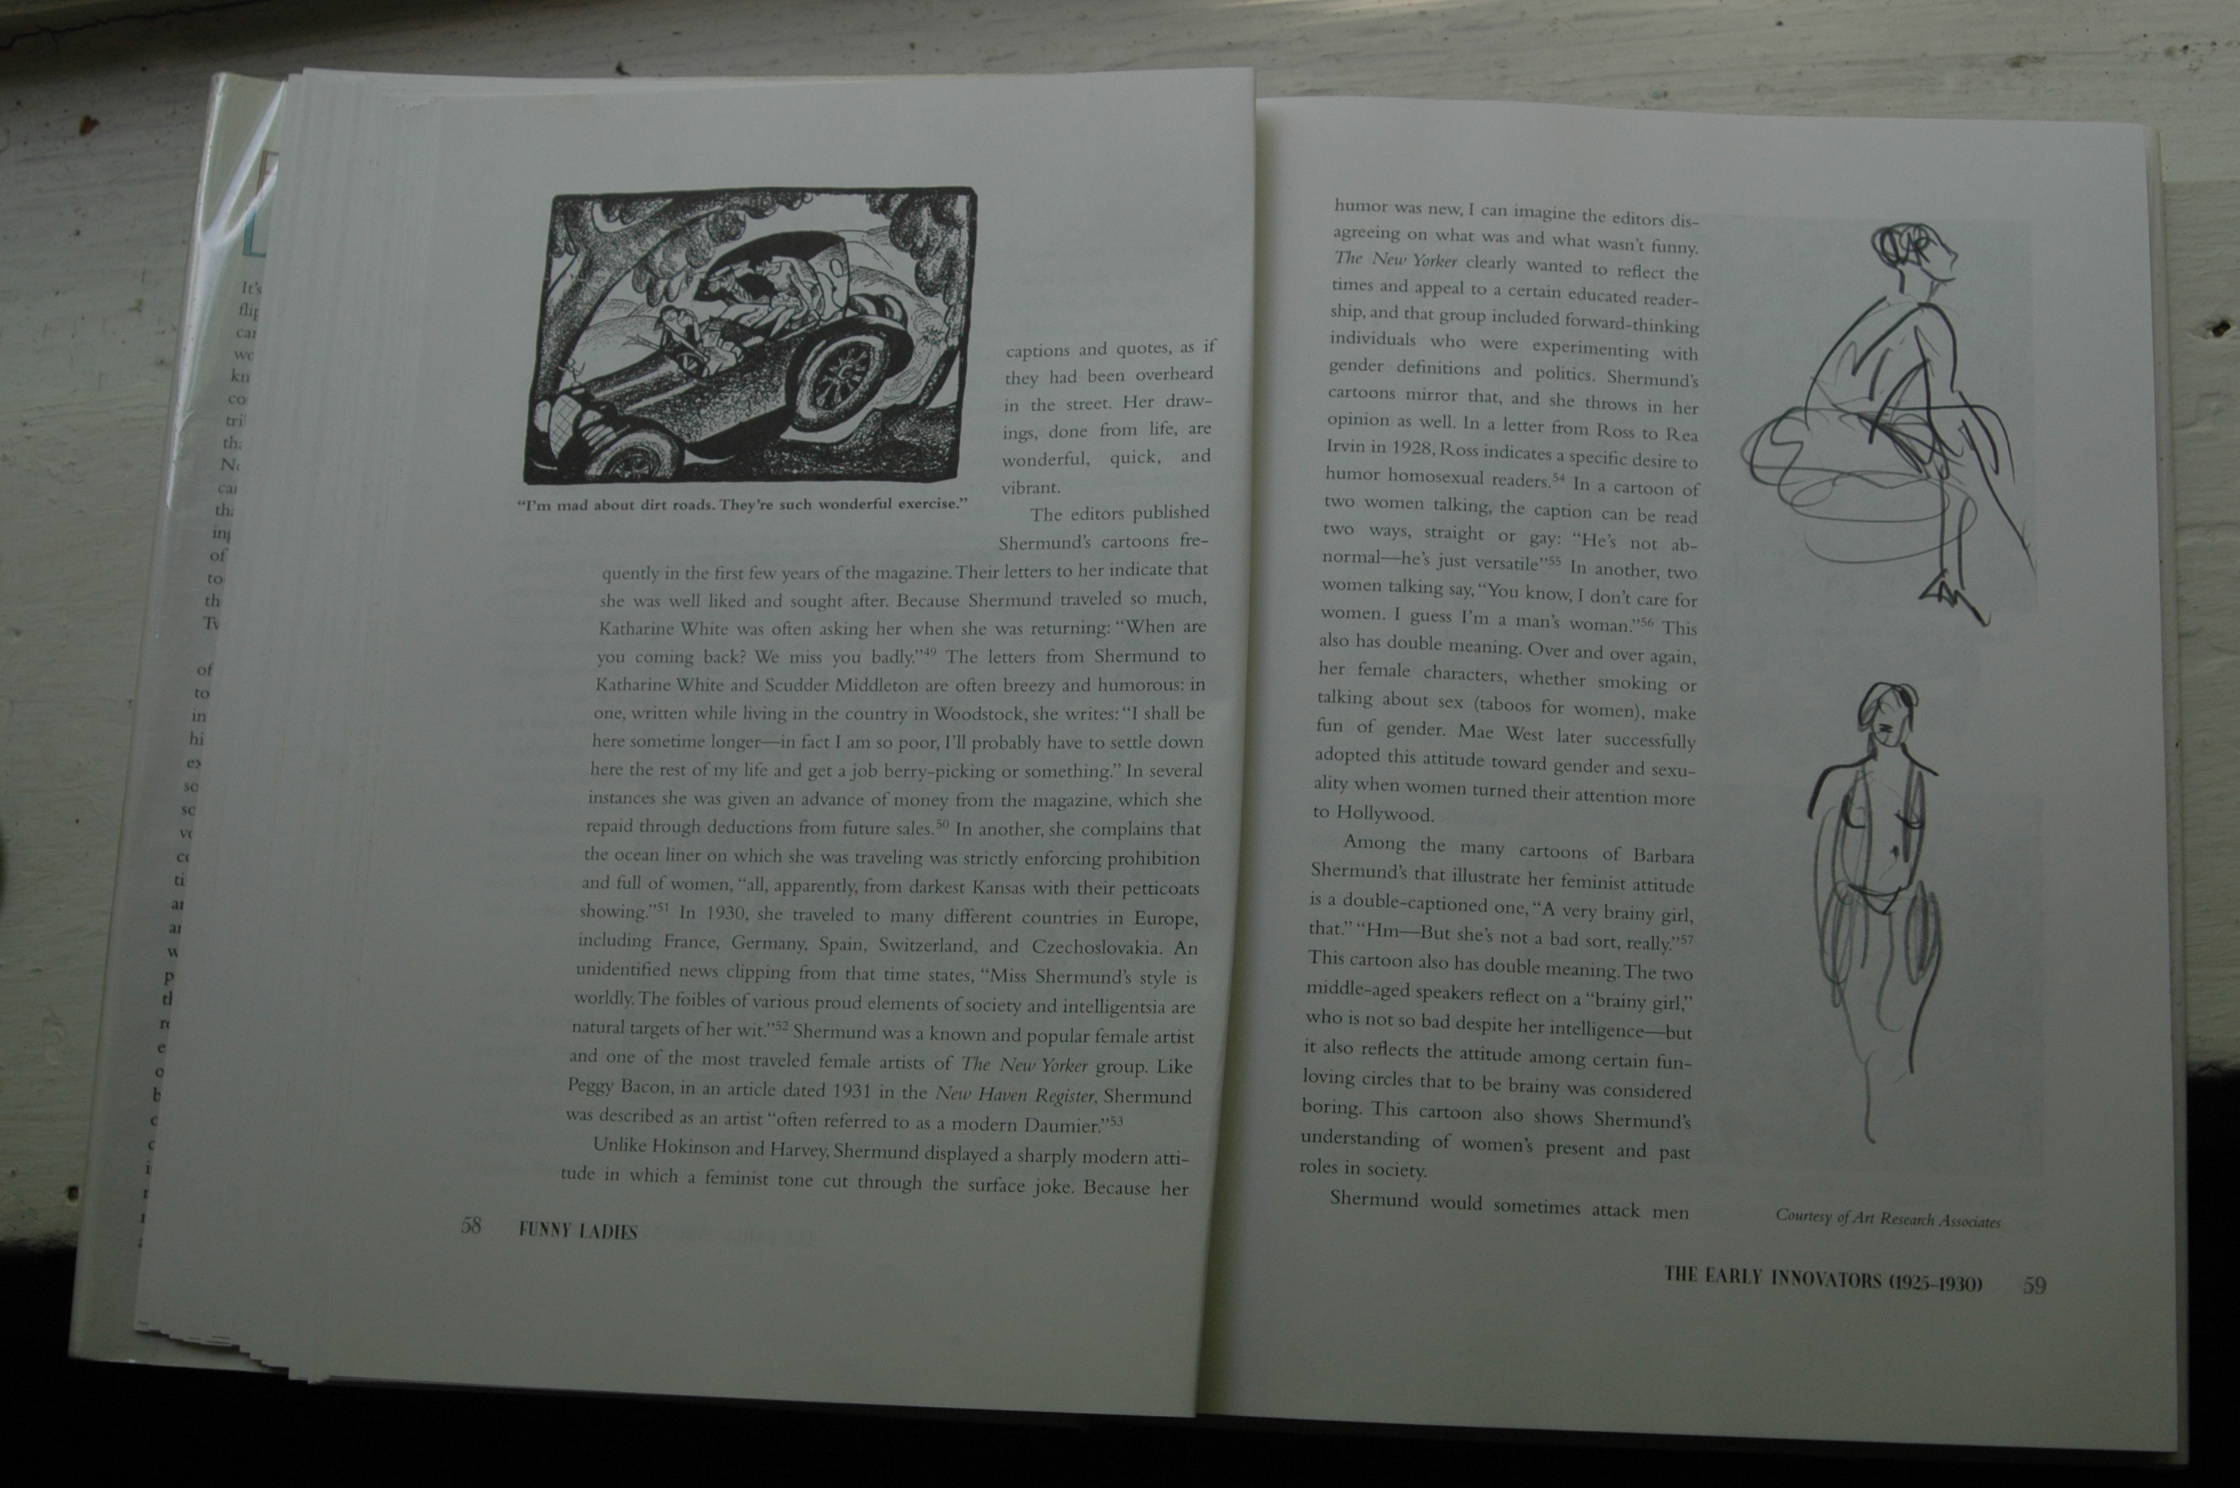 "I'm mad about dirt roads. They're such wonderful exercise."
captions and quotes, as if
they had been overheard
in the street. Her draw-
ings, done from life, are
wonderful, quick, and
vibrant.
The editors published
Shermund's cartoons fre-
quently in the first few years of the magazine. Their letters to her indicate that
she was well liked and sought after. Because Shermund traveled so much,
Katharine White was often asking her when she was returning: "When are
you coming back? We miss you badly."49 The letters from Shermund to
Katharine White and Scudder Middleton are often breezy and humorous: in
one, written while living in the country in Woodstock, she writes: "I shall be
here sometime longer—in fact I am so poor, I'll probably have to settle down
here the rest of my life and get a job berry-picking or something." In several
instances she was given an advance of money from the magazine, which she
repaid through deductions from future sales.50 In another, she complains that
the ocean liner on which she was traveling was strictly enforcing prohibition
and full of women, "all, apparently, from darkest Kansas with their petticoats
showing."51 In 1930, she traveled to many different countries in Europe,
including France, Germany, Spain, Switzerland, and Czechoslovakia. An
unidentified news clipping from that time states, "Miss Shermund's style is
worldly. The foibles of various proud elements of society and intelligentsia are
natural targets of her wit."52 Shermund was a known and popular female artist
and one of the most traveled female artists of The New Yorker group. Like
Peggy Bacon, in an article dated 1931 in the New Haven Register, Shermund
was described as an artist "often referred to as a modern Daumier."53
Unlike Hokinson and Harvey, Shermund displayed a sharply modern atti-
tude in which a feminist tone cut through the surface joke. Because her
58 FUNNY LADIES
humor was new, I can imagine the editors dis-
agreeing on what was and what wasn't funny.
The New Yorker clearly wanted to reflect the
times and appeal to a certain educated reader-
ship, and that group included forward-thinking
individuals who were experimenting with
gender definitions and politics. Shermund's
cartoons mirror that, and she throws in her
opinion as well. In a letter from Ross to Rea
Irvin in 1928, Ross indicates a specific desire to
humor homosexual readers.54 In a cartoon of
two women talking, the caption can be read
two ways, straight or gay: "He's not ab-
normal—he's just versatile"55 In another, two
women talking say, "You know, I don't care for
women. I guess I'm a man's woman."56 This
also has double meaning. Over and over again,
her female characters, whether smoking or
talking about sex (taboos for women), make
fun of gender. Mae West later successfully
adopted this attitude toward gender and sexu-
ality when women turned their attention more
to Hollywood.
Among the many cartoons of Barbara
Shermund's that illustrate her feminist attitude
is a double-captioned one, "A very brainy girl,
that." "Hm—But she's not a bad sort, really."57
This cartoon also has double meaning. The two
middle-aged speakers reflect on a "brainy girl,"
who is not so bad despite her intelligence—but
it also reflects the attitude among certain fun-
loving circles that to be brainy was considered
boring. This cartoon also shows Shermund's
understanding of women's present and past
roles in society.
Shermund would sometimes attack men
Courtesy of Art Research Associates
THE EARLY INNOVATORS (1925–1930) 59